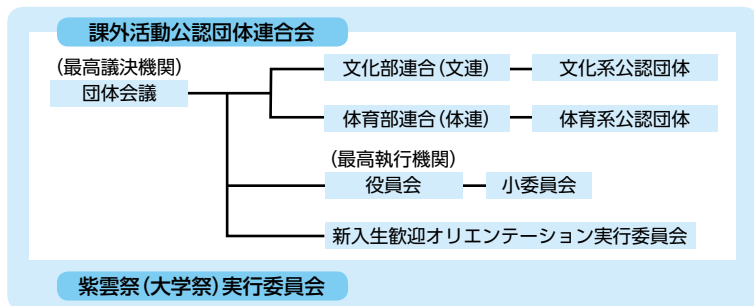 課外活動公認団体連合会
(最高議決機関)
団体会議
文化部連合(文連)
文化系公認団体
体育部連合(体連)
体育系公認団体
(最高執行機関)
役員会
小委員会
新入生歓迎オリエンテーション実行委員会
紫雲祭(大学祭)実行委員会